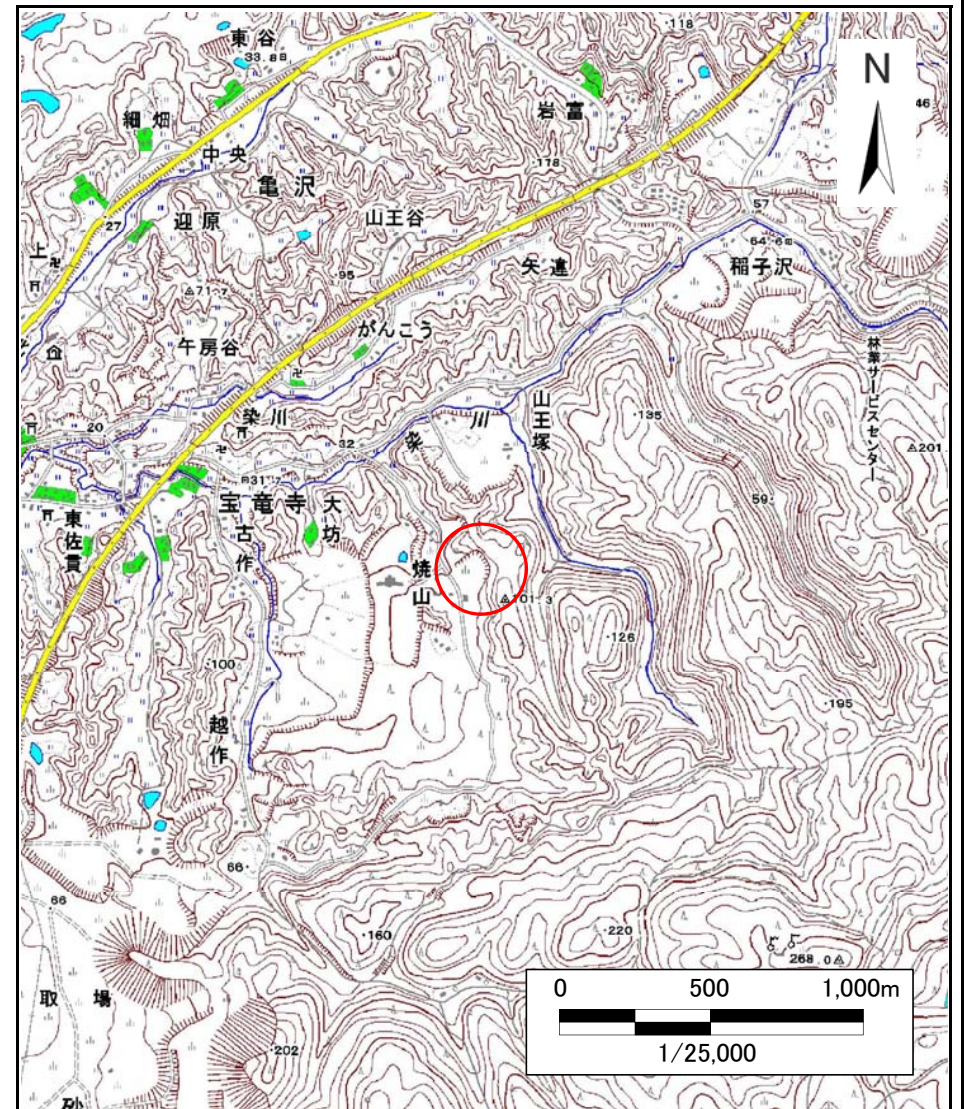 東谷
33.8
118
細畑
岩富
N
46
中央
亀沢
178
迎原
山王谷
57
27
64.6
上
矢違
稲子沢
95
71.7
がんこう
午房谷
林業サービスセンター
山王塚
135
201
染川
染川
20
32
31.7
宝竜寺
大坊
59
東佐貫
古作
焼山
101.3
126
100
195
越作
66
66
160
220
268.0
取場
202
砂
0 500 1,000m
1/25,000